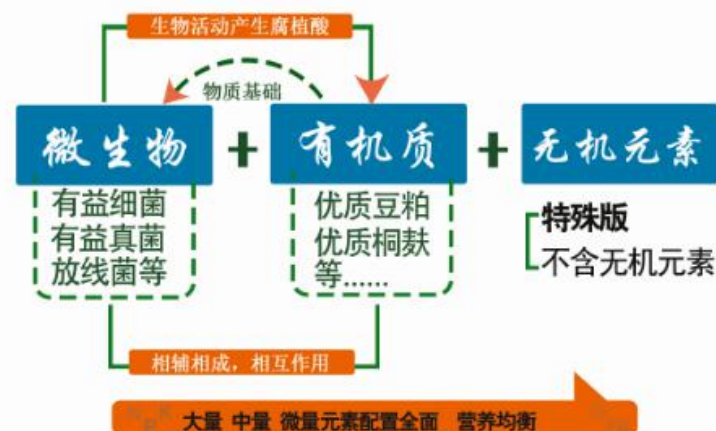 生物活动产生腐植酸
物质基础
微生物 + 有机质 + 无机元素
有益细菌
有益真菌
放线菌等
优质豆粕
优质桐麸
等......
特殊版
不含无机元素
相辅相成，相互作用
大量 中量 微量元素配置全面 营养均衡